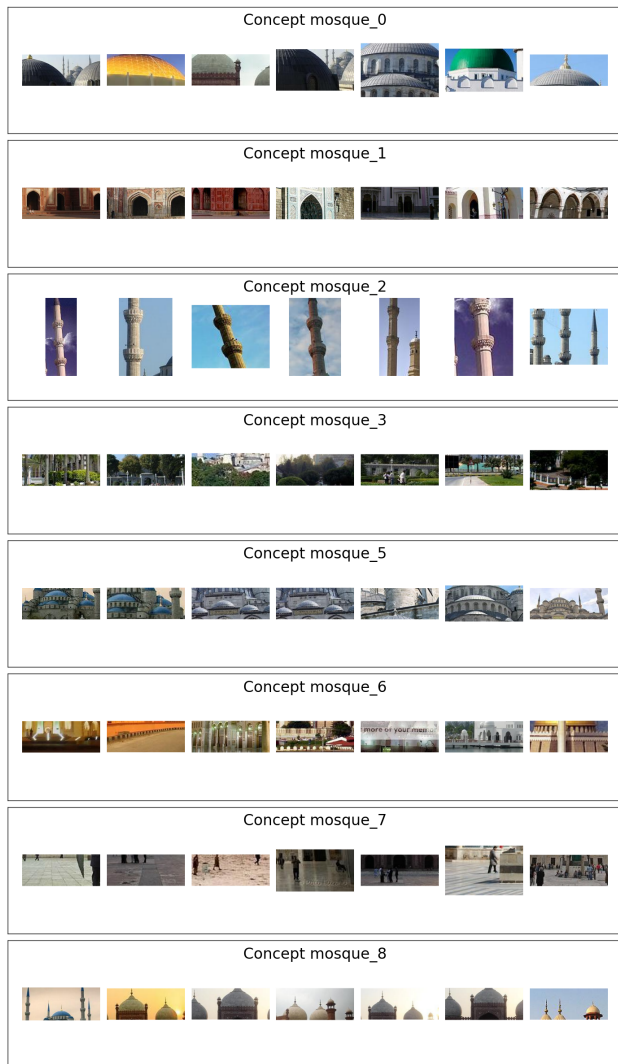 Concept mosque_0
Concept mosque_1
Concept mosque_2
Concept mosque_3
Concept mosque_5
Concept mosque_6
more of your mem
Concept mosque_7
Concept mosque_8